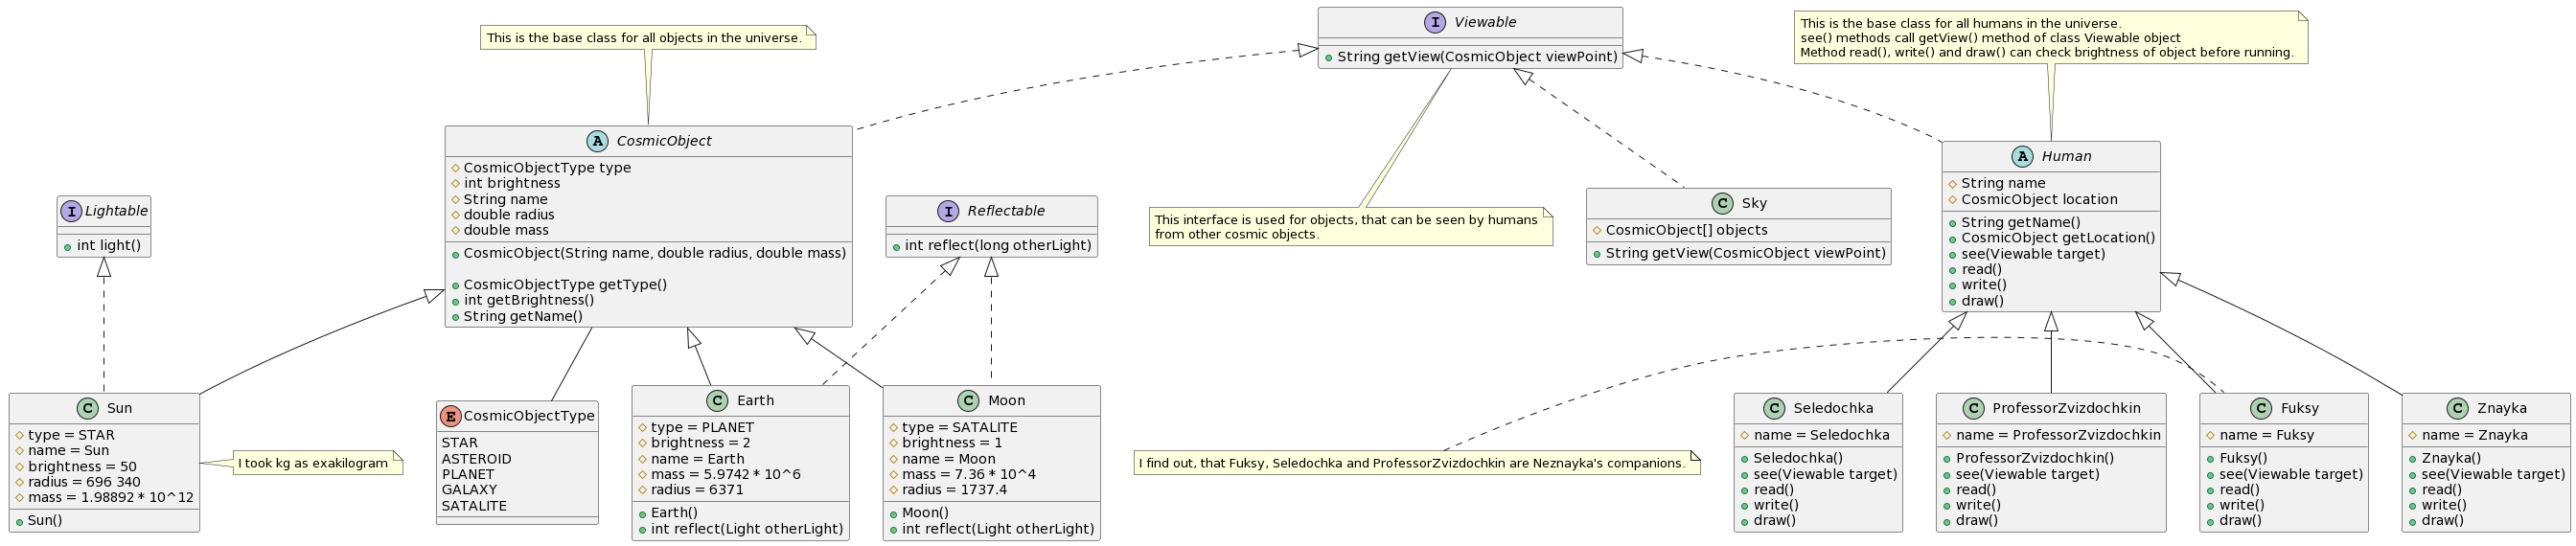 This is the base class for all objects in the universe.
I Viewable
+ String getView(CosmicObject viewPoint)
This is the base class for all humans in the universe.
see() methods call getView() method of class Viewable object
Method read(), write() and draw() can check brightness of object before running.
A CosmicObject
CosmicObjectType type
int brightness
String name
double radius
double mass
CosmicObject(String name, double radius, double mass)
CosmicObjectType getType()
int getBrightness()
String getName()
I Lightable
int light()
I Reflectable
int reflect(long otherLight)
This interface is used for objects, that can be seen by humans
from other cosmic objects.
C Sky
CosmicObject[] objects
String getView(CosmicObject viewPoint)
A Human
String name
CosmicObject location
String getName()
CosmicObject getLocation()
see(Viewable target)
read()
write()
draw()
C Sun
type = STAR
name = Sun
brightness = 50
radius = 696 340
mass = 1.98892 * 10^12
Sun()
I took kg as exakilogram
E CosmicObjectType
STAR
ASTEROID
PLANET
GALAXY
SATALITE
C Earth
type = PLANET
brightness = 2
name = Earth
mass = 5.9742 * 10^6
radius = 6371
Earth()
int reflect(Light otherLight)
C Moon
type = SATALITE
brightness = 1
name = Moon
mass = 7.36 * 10^4
radius = 1737.4
Moon()
int reflect(Light otherLight)
I find out, that Fuksy, Seledochka and ProfessorZvizdochkin are Neznayka's companions.
C Seledochka
name = Seledochka
Seledochka()
see(Viewable target)
read()
write()
draw()
C ProfessorZvizdochkin
name = ProfessorZvizdochkin
ProfessorZvizdochkin()
see(Viewable target)
read()
write()
draw()
C Fuksy
name = Fuksy
Fuksy()
see(Viewable target)
read()
write()
draw()
C Znayka
name = Znayka
Znayka()
see(Viewable target)
read()
write()
draw()